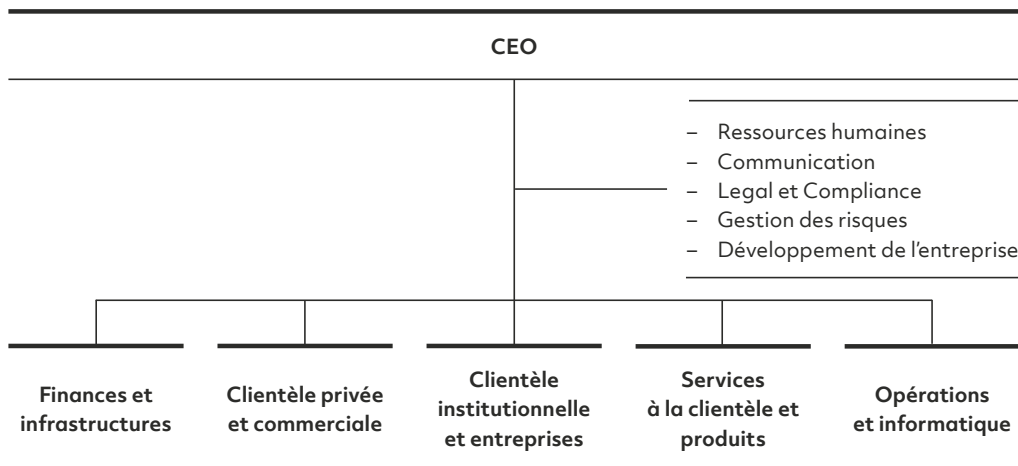 CEO
– Ressources humaines
– Communication
– Legal et Compliance
– Gestion des risques
– Développement de l'entreprise
Finances et
infrastructures
Clientèle privée
et commerciale
Clientèle
institutionnelle
et entreprises
Services
à la clientèle et
produits
Opérations
et informatique